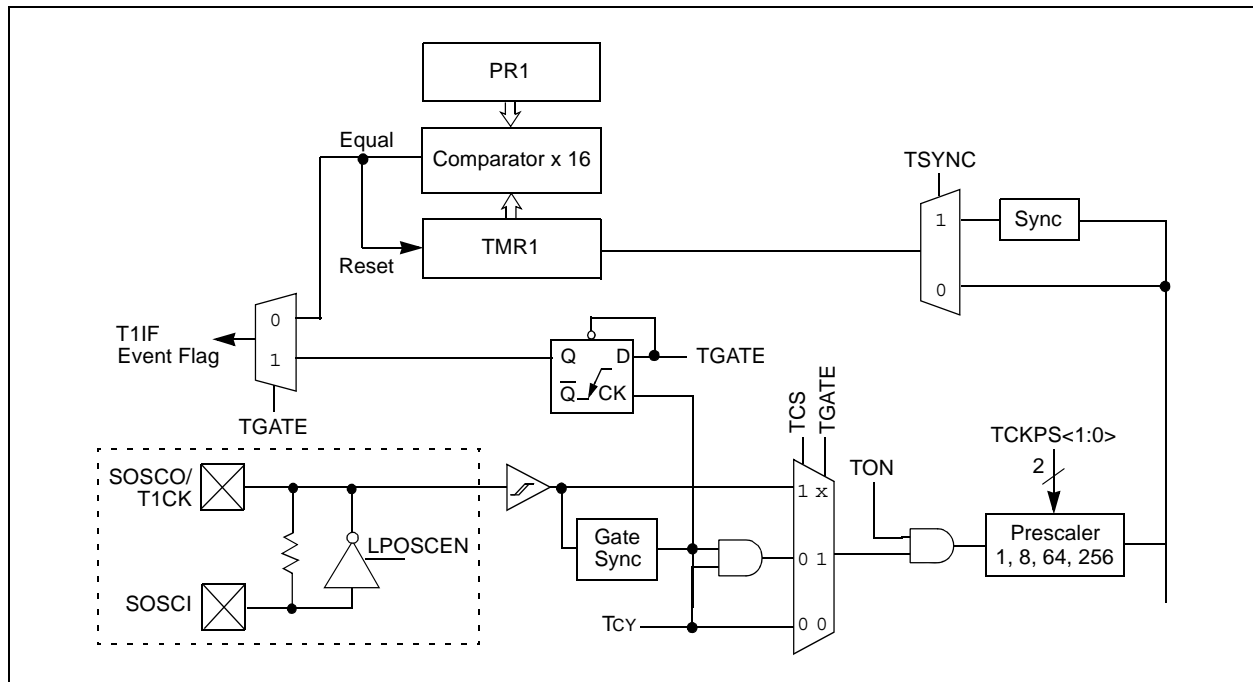 PR1
Equal
Comparator x 16
TSYNC
1
Sync
Reset
TMR1
0
0
T1IF
Event Flag
1
Q
D
TGATE
Q
CK
TGATE
TCS
TGATE
TCKPS<1:0>
2
SOSCO/
T1CK
TON
1 x
Prescaler
1, 8, 64, 256
Gate
Sync
LPOSCEN
0 1
SOSCI
TCY
0 0